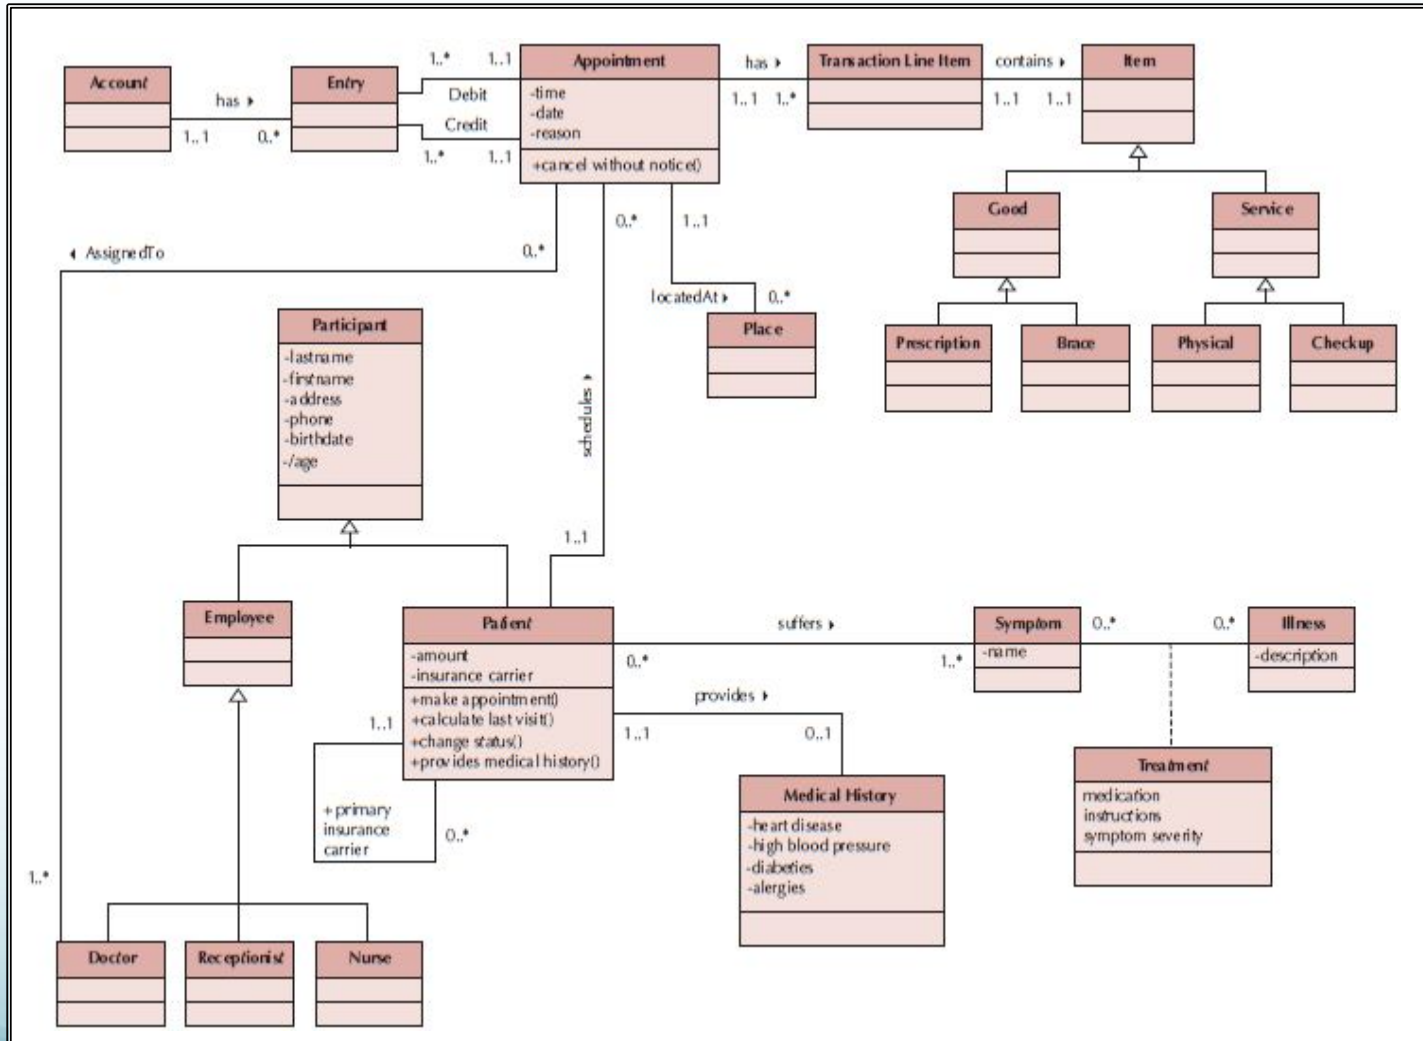 Account
has
1..1
0..*
Entry
1..*
1..1
Debit
Credit
1..*
1..1
Appointment
-time
-date
-reason
+cancel without notice()
has
1..1
1..*
Transaction Line Item
contains
1..1
1..1
Item
Good
Service
Prescription
Brace
Physical
Checkup
AssignedTo
0..*
0..*
1..1
locatedAt
0..*
Place
schedules
1..1
Participant
-lastname
-firstname
-address
-phone
-birthdate
-/age
Employee
Patient
-amount
-insurance carrier
+make appointment()
+calculate last visit()
+change status()
+provides medical history()
1..1
+ primary
insurance
carrier
0..*
suffers
0..*
1..*
Symptom
-name
0..*
0..*
Illness
-description
provides
1..1
0..1
Medical History
-heart disease
-high blood pressure
-diabeties
-alergies
Treatment
medication
instructions
symptom severity
1..*
Doctor
Receptionist
Nurse